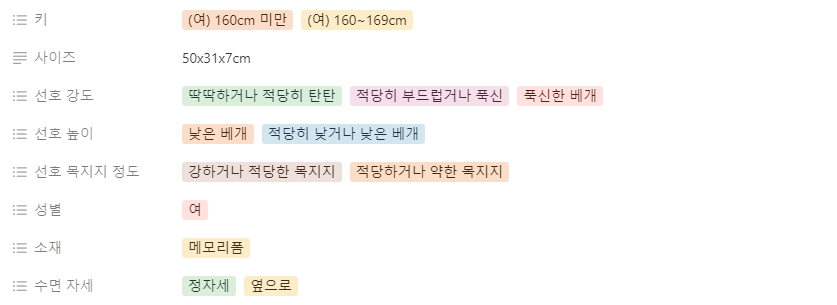 키 (여) 160cm 미만 (여) 160~169cm
사이즈 50x31x7cm
선호 강도 딱딱하거나 적당히 탄탄 적당히 부드럽거나 푹신 푹신한 베개
선호 높이 낮은 베개 적당히 낮거나 낮은 베개
선호 목지지 정도 강하거나 적당한 목지지 적당하거나 약한 목지지
성별 여
소재 메모리폼
수면 자세 정자세 옆으로